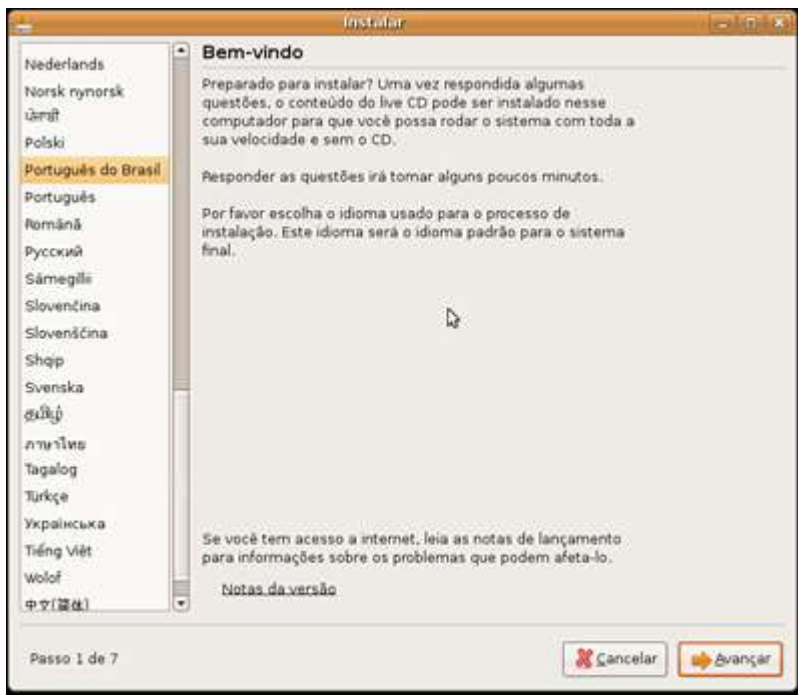 Instalar
Nederlands
Norsk nynorsk
ਪੰਜਾਬੀ
Polski
Português do Brasil
Português
Română
Русский
Sámegillii
Slovenčina
Slovenščina
Shqip
Svenska
தமிழ்
ภาษาไทย
Tagalog
Türkçe
Українська
Tiếng Việt
Wolof
中文(简体)
Bem-vindo
Preparado para instalar? Uma vez respondida algumas
questões, o conteúdo do live CD pode ser instalado nesse
computador para que você possa rodar o sistema com toda a
sua velocidade e sem o CD.
Responder as questões irá tomar alguns poucos minutos.
Por favor escolha o idioma usado para o processo de
instalação. Este idioma será o idioma padrão para o sistema
final.
Se você tem acesso a internet, leia as notas de lançamento
para informações sobre os problemas que podem afeta-lo.
Notas da versão
Passo 1 de 7
Cancelar
Avançar